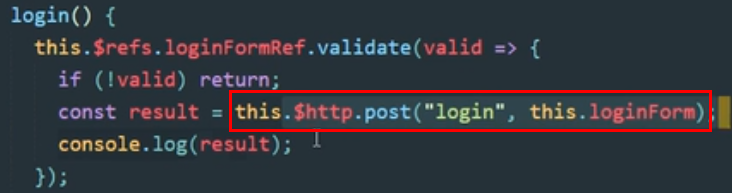 login() {
this.$refs.loginFormRef.validate(valid => {
if (!valid) return;
const result = this.$http.post("login", this.loginForm);
console.log(result);
});